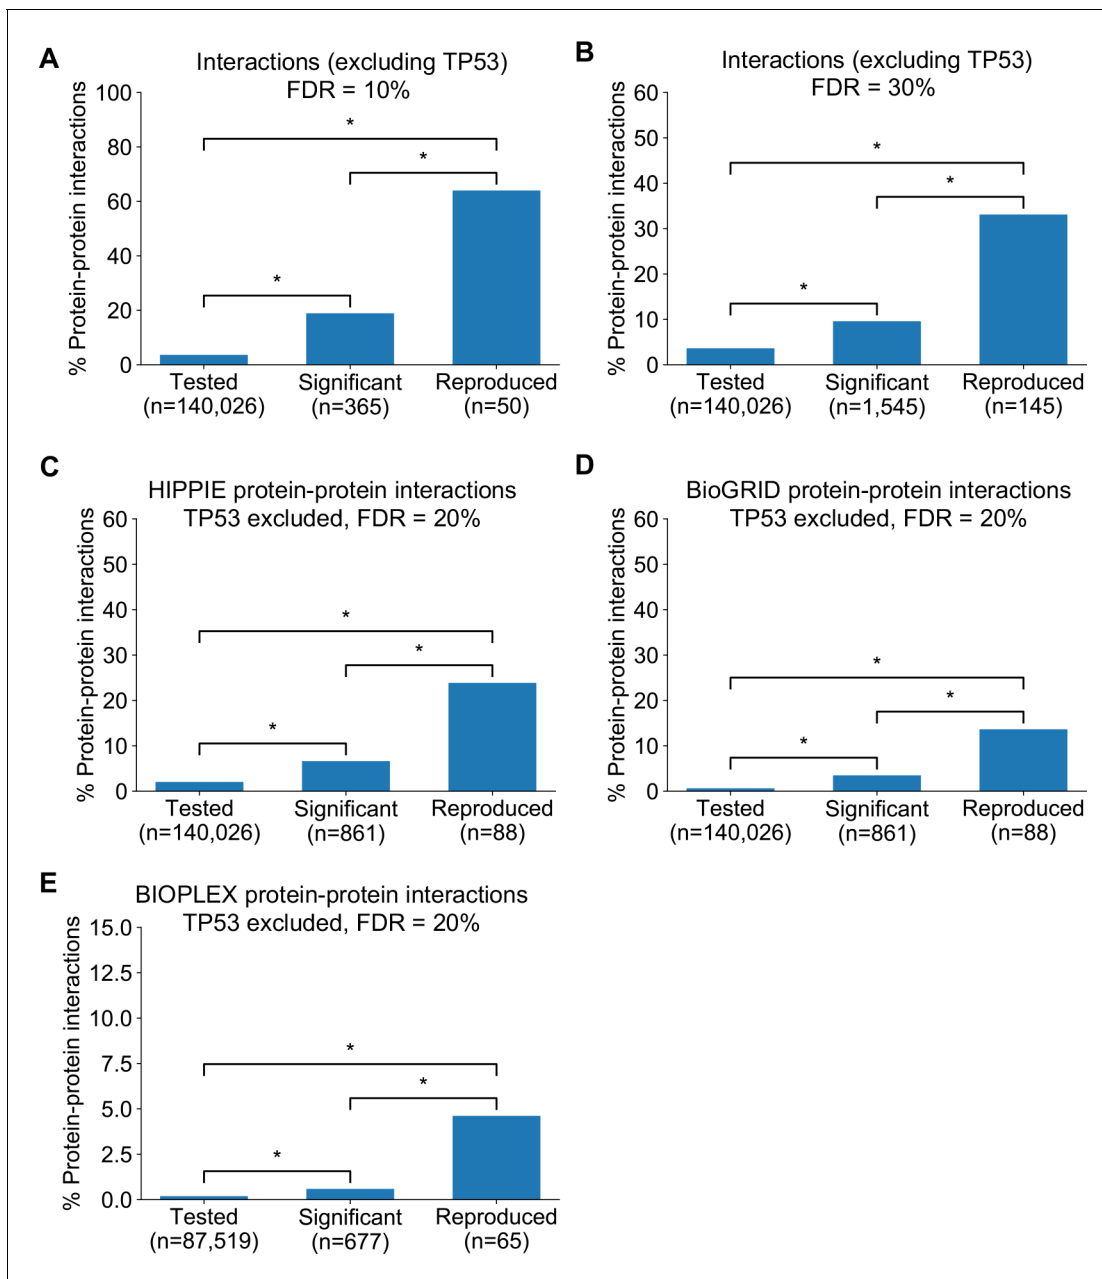 A
Interactions (excluding TP53)
FDR = 10%
% Protein-protein interactions
100
80
60
40
20
0
*
*
*
Tested
(n=140,026)
Significant
(n=365)
Reproduced
(n=50)
B
Interactions (excluding TP53)
FDR = 30%
% Protein-protein interactions
60
50
40
30
20
10
0
*
*
*
Tested
(n=140,026)
Significant
(n=1,545)
Reproduced
(n=145)
C
HIPPIE protein-protein interactions
TP53 excluded, FDR = 20%
% Protein-protein interactions
60
50
40
30
20
10
0
*
*
*
Tested
(n=140,026)
Significant
(n=861)
Reproduced
(n=88)
D
BioGRID protein-protein interactions
TP53 excluded, FDR = 20%
% Protein-protein interactions
60
50
40
30
20
10
0
*
*
*
Tested
(n=140,026)
Significant
(n=861)
Reproduced
(n=88)
E
BIOPLEX protein-protein interactions
TP53 excluded, FDR = 20%
% Protein-protein interactions
15.0
12.5
10.0
7.5
5.0
2.5
0.0
*
*
*
Tested
(n=87,519)
Significant
(n=677)
Reproduced
(n=65)